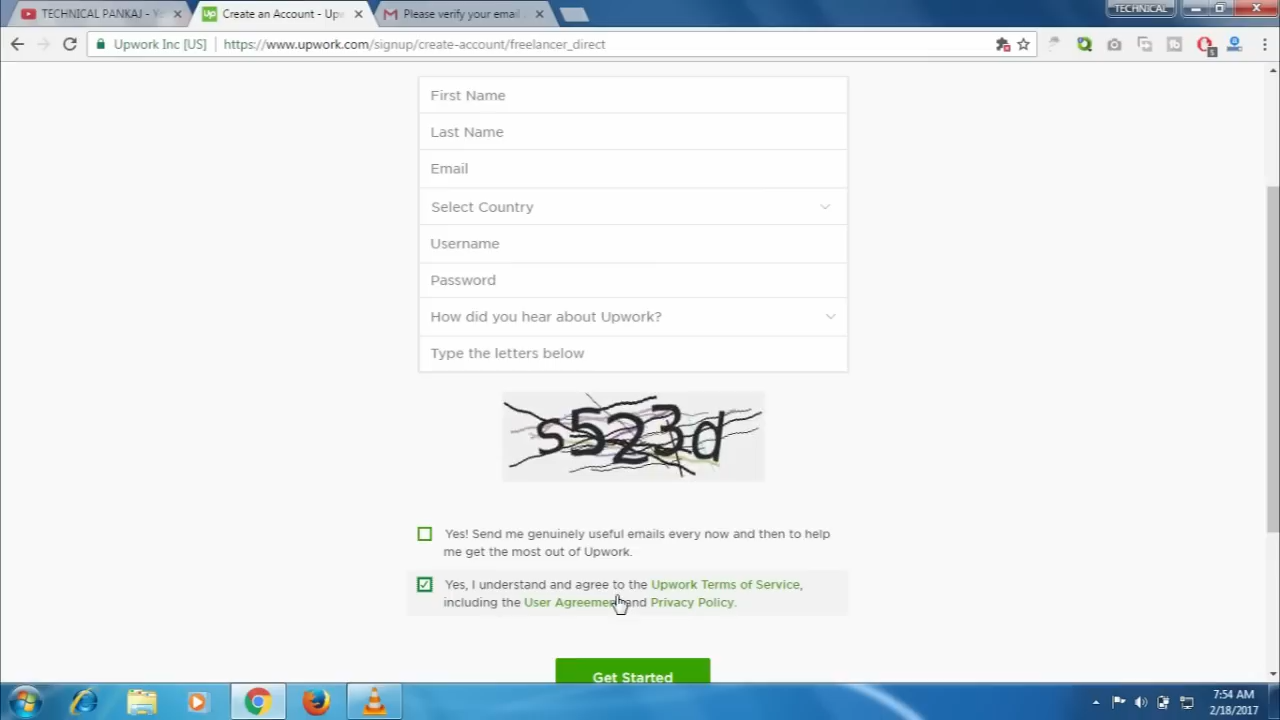 TECHNICAL PANKAJ - Y
Create an Account - Upw
Please verify your email
TECHNICAL
Upwork Inc [US]
https://www.upwork.com/signup/create-account/freelancer_direct
First Name
Last Name
Email
Select Country
Username
Password
How did you hear about Upwork?
Type the letters below
s523d
Yes! Send me genuinely useful emails every now and then to help
me get the most out of Upwork.
Yes, I understand and agree to the Upwork Terms of Service,
including the User Agreement and Privacy Policy.
Get Started
7:54 AM
2/18/2017